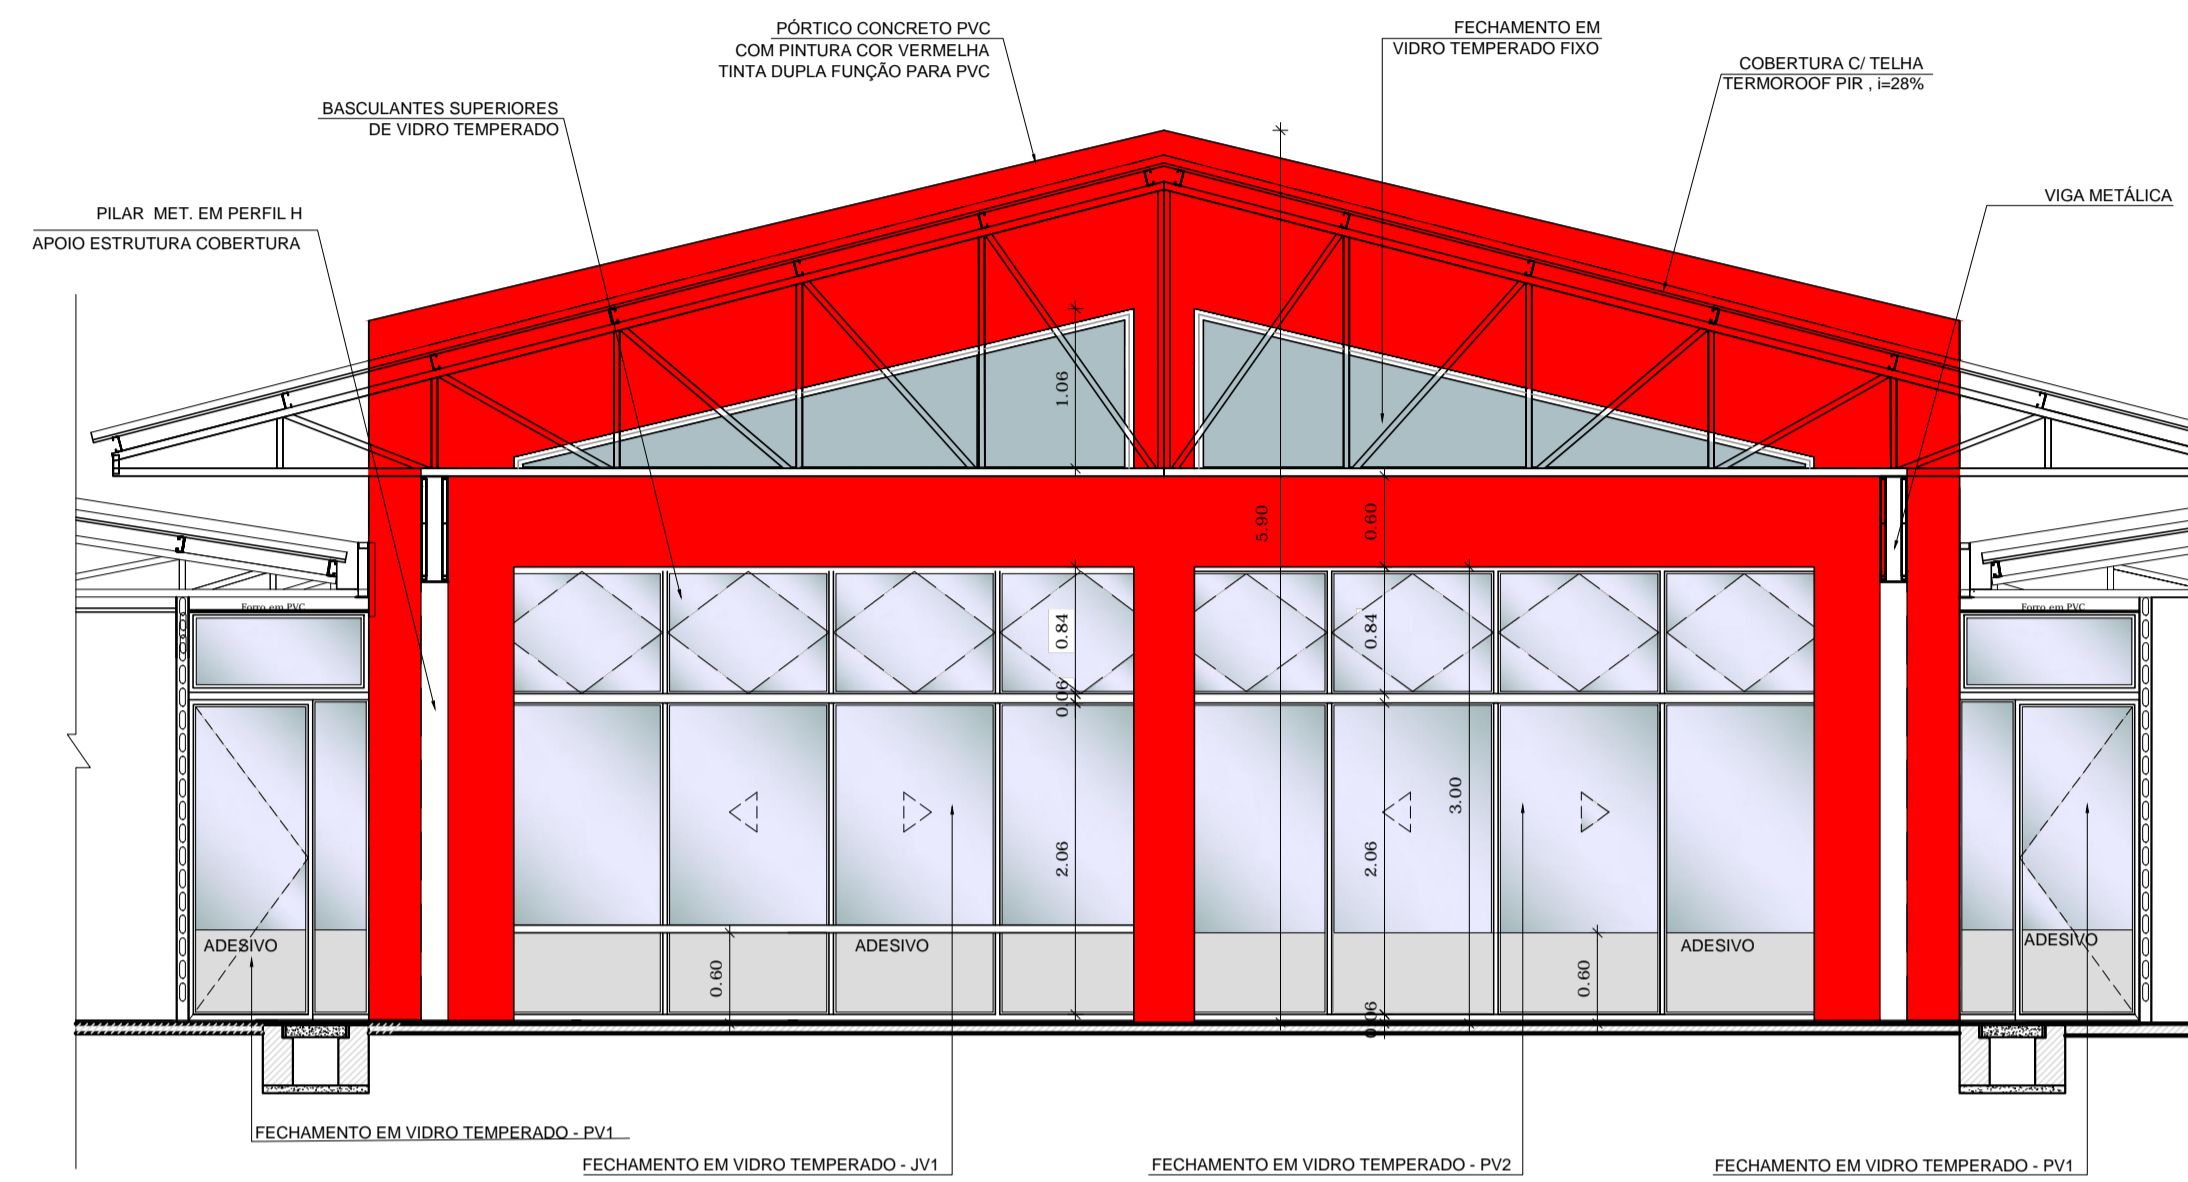 PÓRTICO CONCRETO PVC
COM PINTURA COR VERMELHA
TINTA DUPLA FUNÇÃO PARA PVC
FECHAMENTO EM
VIDRO TEMPERADO FIXO
COBERTURA C/ TELHA
TERMOROOF PIR , i=28%
BASCULANTES SUPERIORES
DE VIDRO TEMPERADO
VIGA METÁLICA
PILAR MET. EM PERFIL H
APOIO ESTRUTURA COBERTURA
1.06
5.90
0.60
Forro em PVC
Forro em PVC
0.84
0.84
0.06
3.00
2.06
2.06
ADESIVO
ADESIVO
ADESIVO
ADESIVO
0.60
0.60
0.06
FECHAMENTO EM VIDRO TEMPERADO - PV1
FECHAMENTO EM VIDRO TEMPERADO - JV1
FECHAMENTO EM VIDRO TEMPERADO - PV2
FECHAMENTO EM VIDRO TEMPERADO - PV1